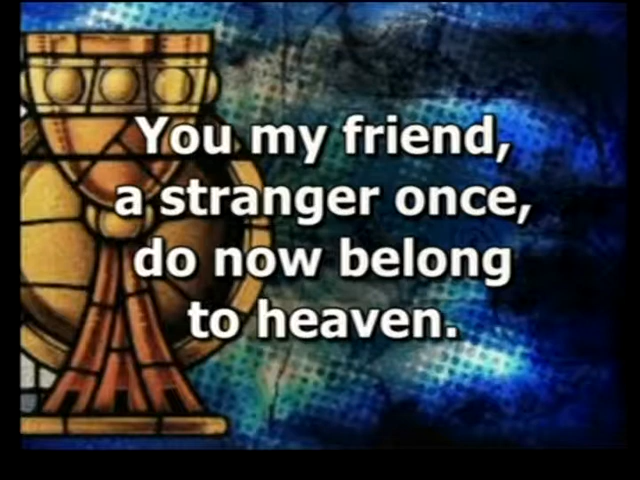 You my friend,
a stranger once,
do now belong
to heaven.